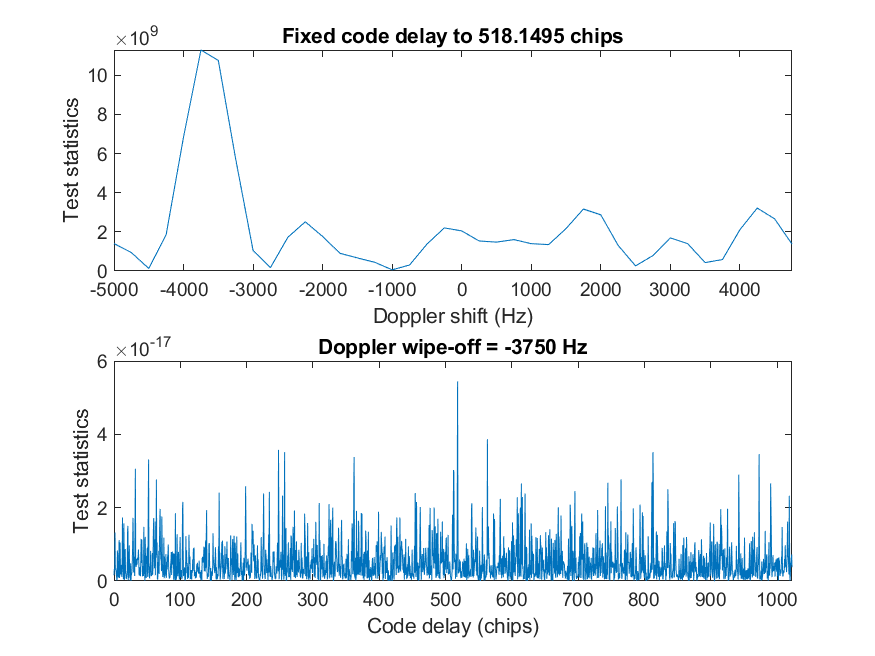 ×10^9
Fixed code delay to 518.1495 chips
10
8
6
4
2
0
Test statistics
-5000 -4000 -3000 -2000 -1000 0 1000 2000 3000 4000
Doppler shift (Hz)
×10^-17
Doppler wipe-off = -3750 Hz
6
4
2
0
Test statistics
0 100 200 300 400 500 600 700 800 900 1000
Code delay (chips)